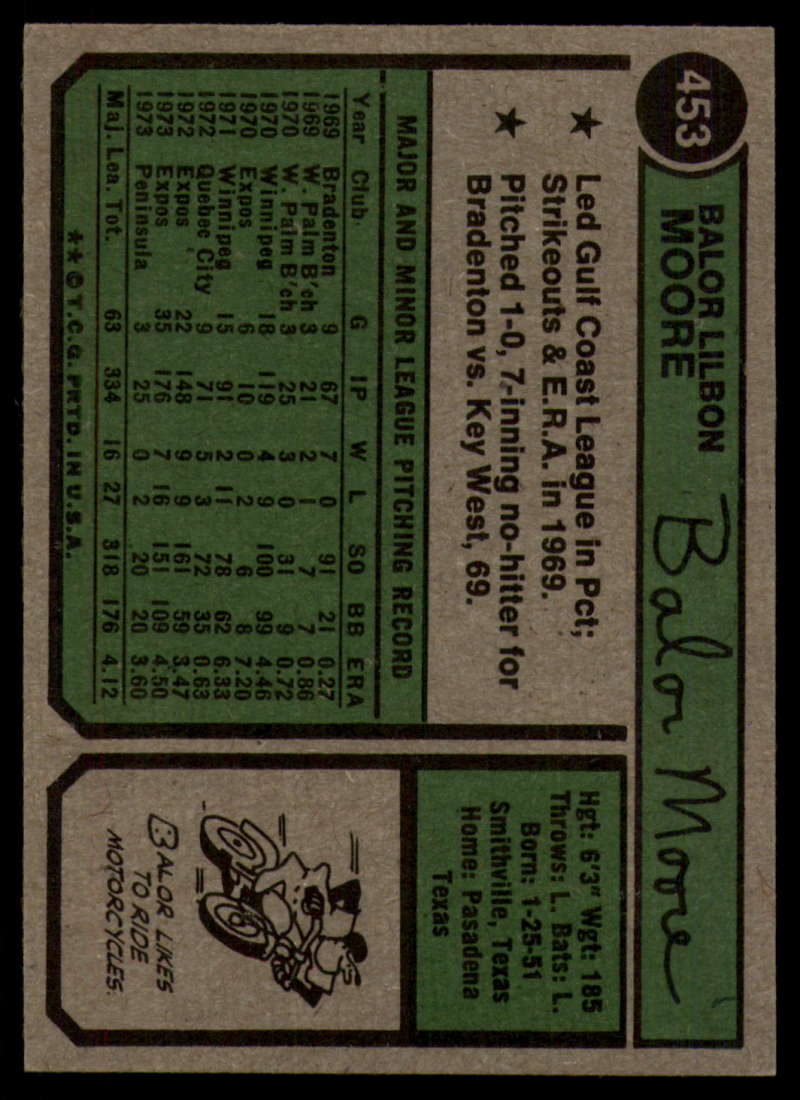 453
BALOR LILBON
MOORE
Balor Moore
★ Led Gulf Coast League in Pct;
Strikeouts & E.R.A. in 1969.
★ Pitched 1-0, 7-inning no-hitter for
Bradenton vs. Key West, 69.
MAJOR AND MINOR LEAGUE PITCHING RECORD
Year Club G IP W L SO BB ERA
1969 Bradenton 9 67 7 0 91 21 0.27
1969 W. Palm B'ch 3 21 2 1 7 7 0.86
1970 W. Palm B'ch 3 25 3 0 31 9 0.72
1970 Winnipeg 18 119 4 9 100 99 4.46
1970 Expos 6 10 0 2 6 8 7.20
1971 Winnipeg 15 91 2 11 78 62 6.33
1972 Quebec City 9 71 5 3 72 35 0.63
1972 Expos 22 148 9 9 161 59 3.47
1973 Expos 35 176 7 16 151 109 4.50
1973 Peninsula 3 25 0 2 20 20 3.60
Maj. Lea. Tot. 63 334 16 27 318 176 4.12
★★ © T.C.G. PRTD. IN U.S.A.
Hgt: 6'3" Wgt: 185
Throws: L. Bats: L.
Born: 1-25-51
Smithville, Texas
Home: Pasadena
Texas
BALOR LIKES
TO RIDE
MOTORCYCLES.